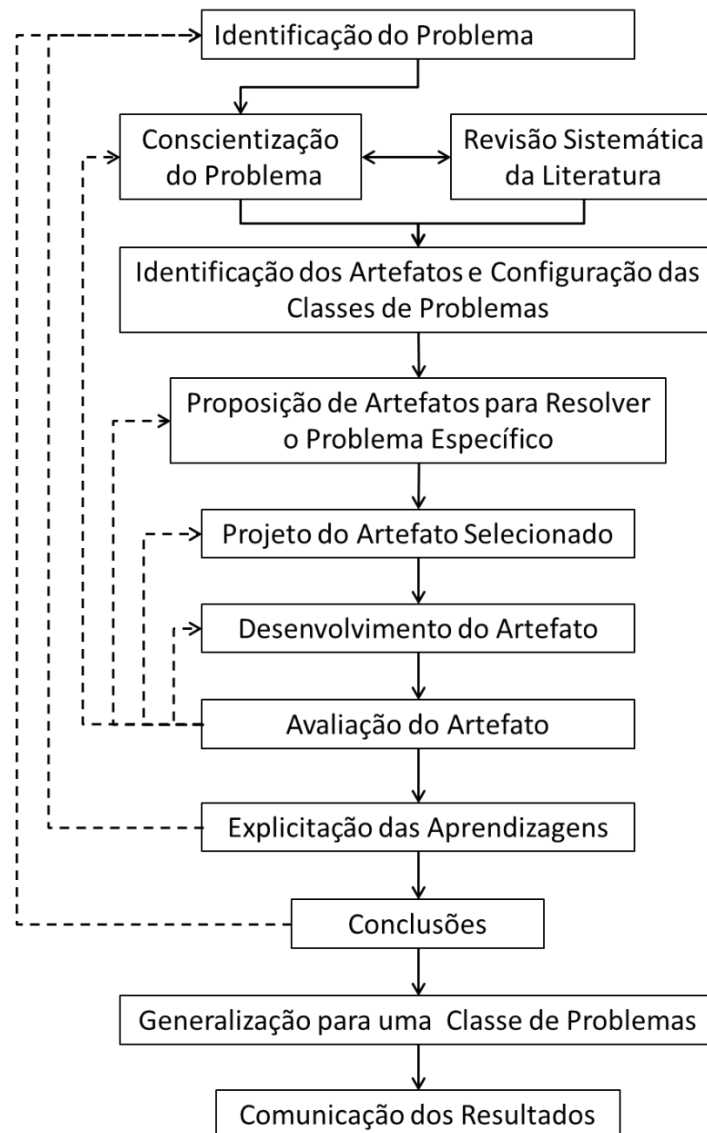 Identificação do Problema
Conscientização
do Problema
Revisão Sistemática
da Literatura
Identificação dos Artefatos e Configuração das
Classes de Problemas
Proposição de Artefatos para Resolver
o Problema Específico
Projeto do Artefato Selecionado
Desenvolvimento do Artefato
Avaliação do Artefato
Explicitação das Aprendizagens
Conclusões
Generalização para uma Classe de Problemas
Comunicação dos Resultados